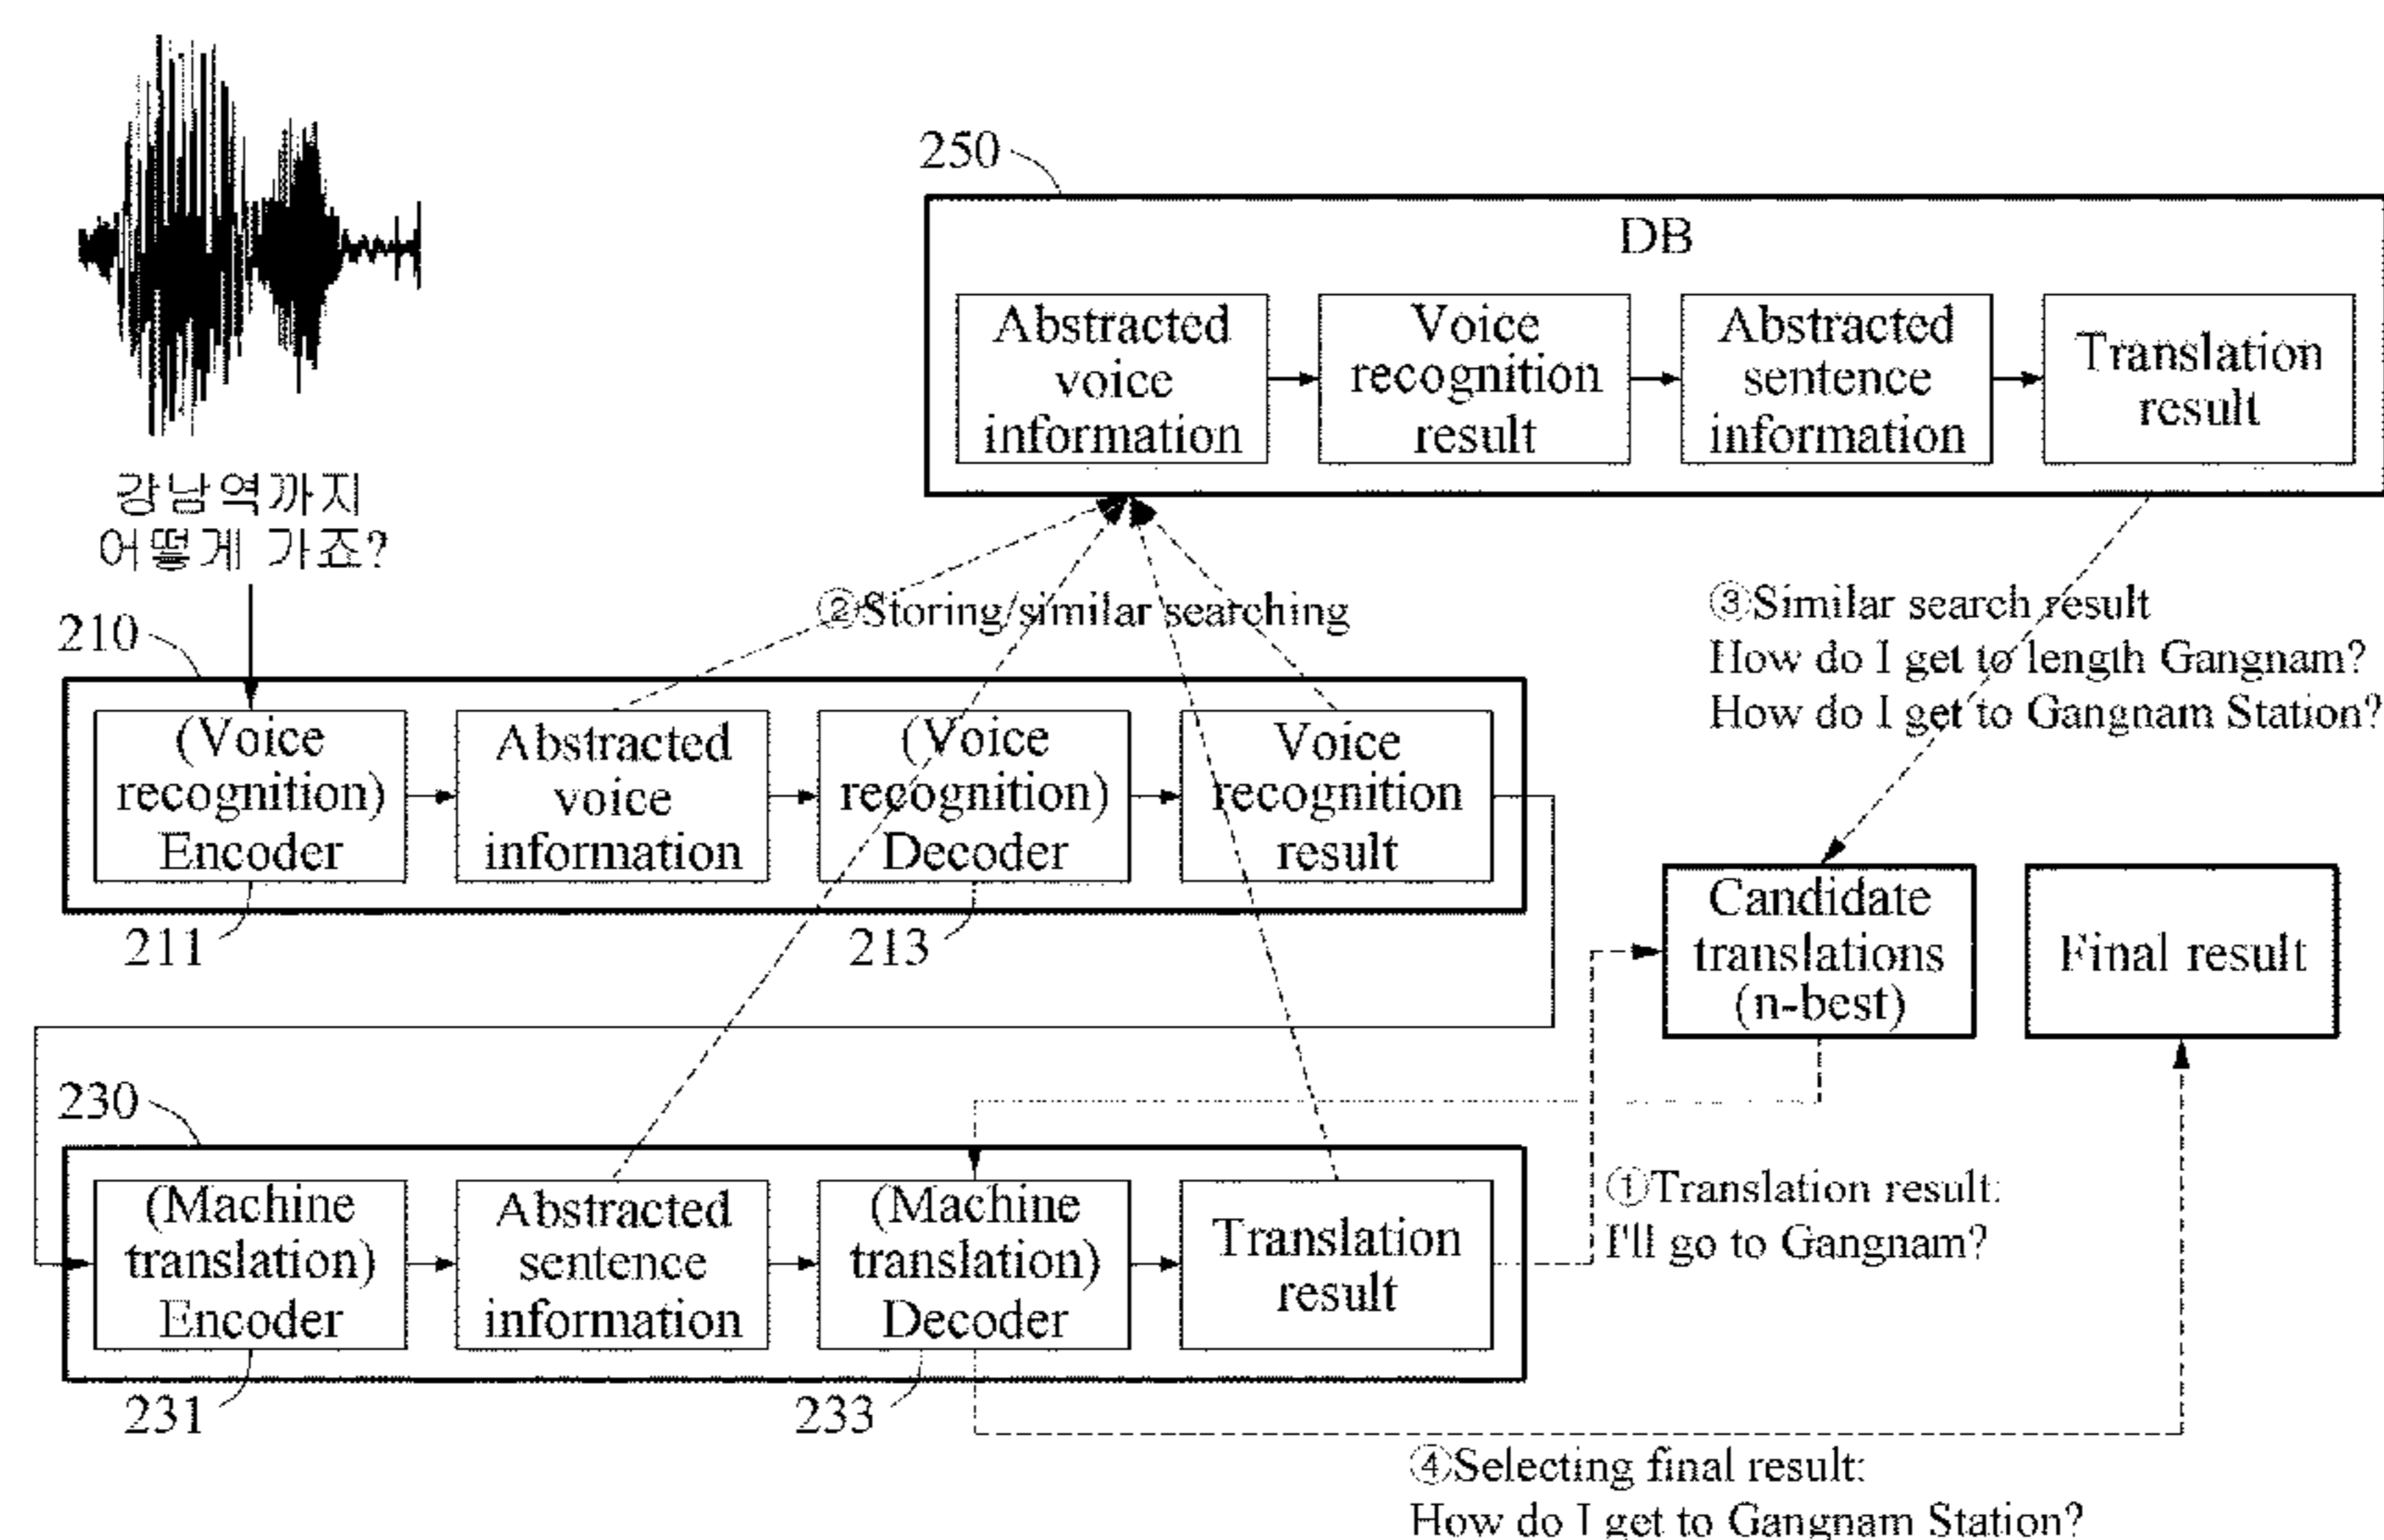 강남역까지
어떻게 가죠?
250
DB
Abstracted
voice
information
Voice
recognition
result
Abstracted
sentence
information
Translation
result
②Storing/similar searching
③Similar search result
How do I get to length Gangnam?
How do I get to Gangnam Station?
210
(Voice
recognition)
Encoder
Abstracted
voice
information
(Voice
recognition)
Decoder
Voice
recognition
result
211
213
Candidate
translations
(n-best)
Final result
230
(Machine
translation)
Encoder
Abstracted
sentence
information
(Machine
translation)
Decoder
Translation
result
①Translation result:
I'll go to Gangnam?
231
233
④Selecting final result:
How do I get to Gangnam Station?